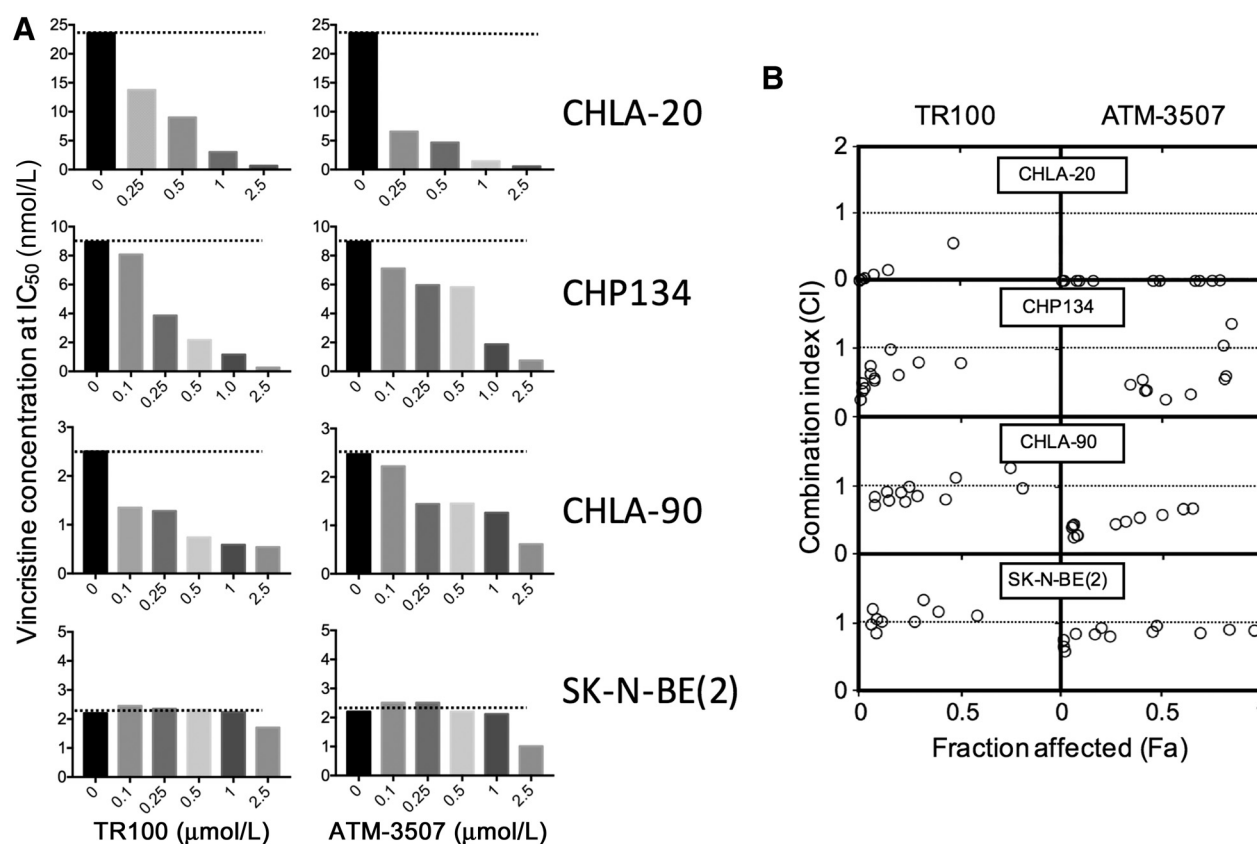 A
Vincristine concentration at IC50 (nmol/L)
25
20
15
10
5
0
0 0.25 0.5 1 2.5
25
20
15
10
5
0
0 0.25 0.5 1 2.5
CHLA-20
10
8
6
4
2
0
0 0.1 0.25 0.5 1.0 2.5
10
8
6
4
2
0
0 0.1 0.25 0.5 1.0 2.5
CHP134
3
2
1
0
0 0.1 0.25 0.5 1 2.5
3
2
1
0
0 0.1 0.25 0.5 1 2.5
CHLA-90
5
4
3
2
1
0
0 0.1 0.25 0.5 1 2.5
5
4
3
2
1
0
0 0.1 0.25 0.5 1 2.5
SK-N-BE(2)
TR100 (μmol/L)
ATM-3507 (μmol/L)
B
TR100 ATM-3507
Combination index (CI)
2
1
0
CHLA-20
1
0
CHP134
1
0
CHLA-90
1
0
SK-N-BE(2)
0 0.5 0 0.5
Fraction affected (Fa)